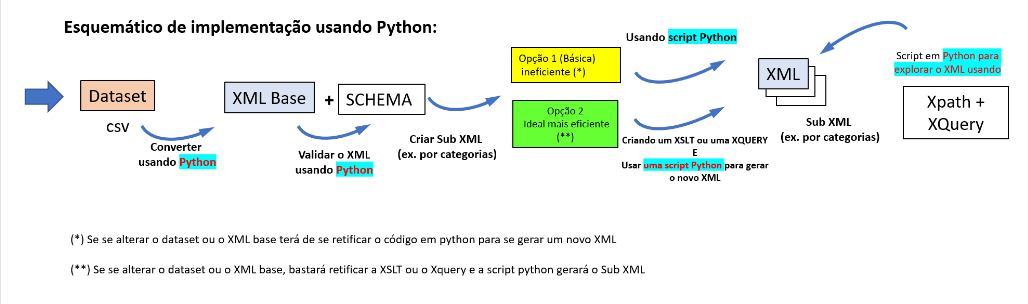 Esquemático de implementação usando Python:
Dataset
CSV
Converter
usando Python
XML Base
+
SCHEMA
Validar o XML
usando Python
Criar Sub XML
(ex. por categorias)
Opção 1 (Básica)
ineficiente (*)
Opção 2
Ideal mais eficiente
(**)
Usando script Python
Criando um XSLT ou uma XQUERY
E
Usar uma script Python para gerar
o novo XML
XML
Sub XML
(ex. por categorias)
Script em Python para
explorar o XML usando
Xpath +
XQuery
(*) Se se alterar o dataset ou o XML base terá de se retificar o código em python para se gerar um novo XML
(**) Se se alterar o dataset ou o XML base, bastará retificar a XSLT ou o Xquery e a script python gerará o Sub XML